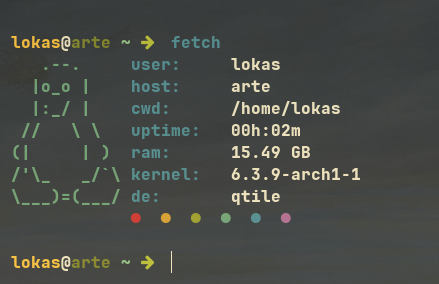 lokas@arte ~ ➜ fetch
    .--.     user:     lokas
   |o_o |    host:     arte
   |:_/ |    cwd:      /home/lokas
  //   \ \   uptime:   00h:02m
 (|     | )  ram:      15.49 GB
/'\_   _/`\  kernel:   6.3.9-arch1-1
\___)=(___/  de:       qtile
lokas@arte ~ ➜